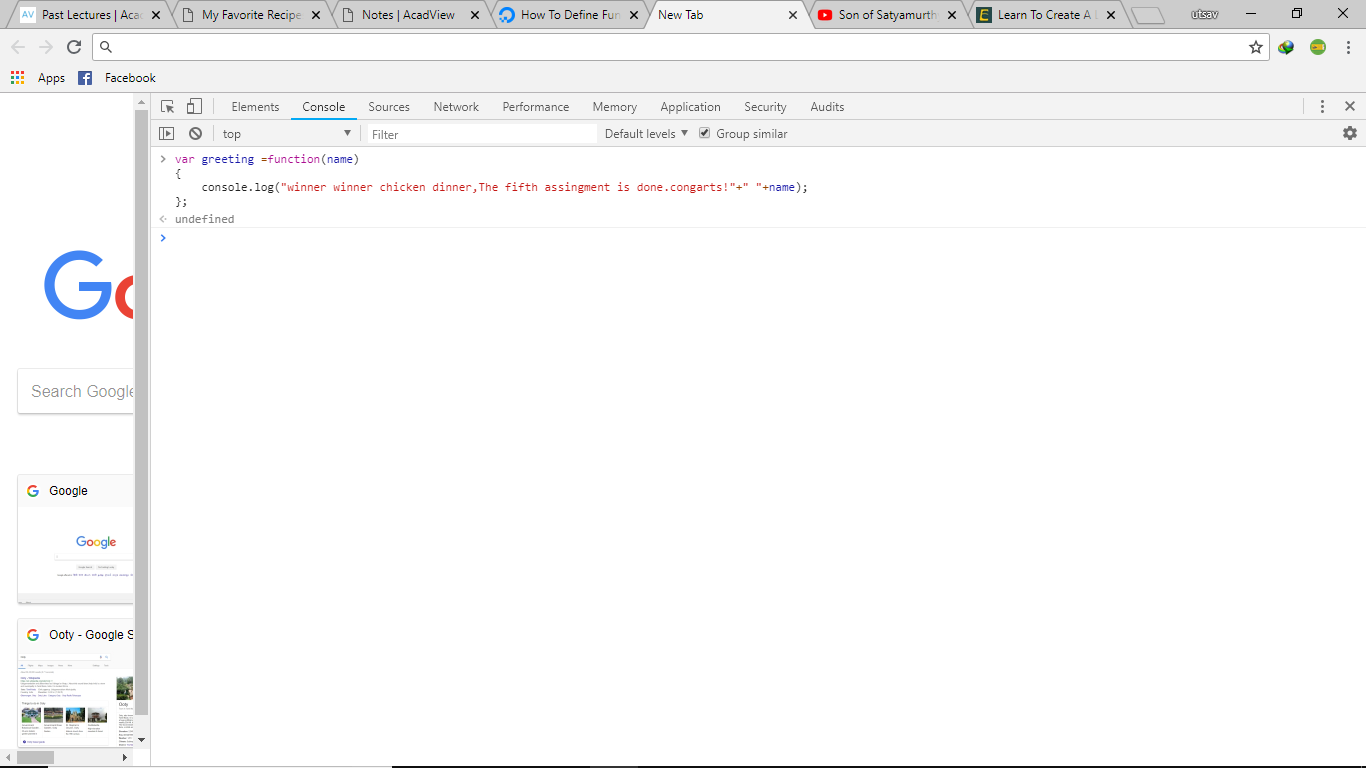 Past Lectures | Acad
My Favorite Recipe
Notes | AcadView
How To Define Fun
New Tab
Son of Satyamurth
Learn To Create A L
utsav
Apps
Facebook
Elements
Console
Sources
Network
Performance
Memory
Application
Security
Audits
top
Filter
Default levels
Group similar
var greeting =function(name)
{
console.log("winner winner chicken dinner,The fifth assingment is done.congarts!"+" "+name);
};
undefined
Go
Search Google
Google
Google
Ooty - Google S
Ooty